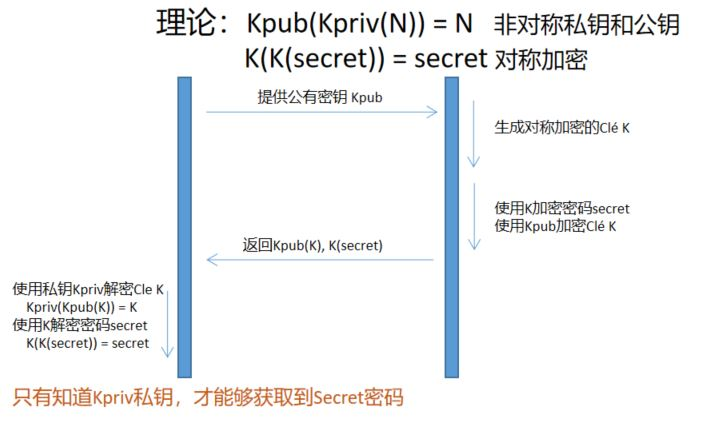 理论：Kpub(Kpriv(N)) = N 非对称私钥和公钥
K(K(secret)) = secret 对称加密
提供公有密钥 Kpub
生成对称加密的Clé K
使用K加密密码secret
使用Kpub加密Clé K
返回Kpub(K), K(secret)
使用私钥Kpriv解密Cle K
Kpriv(Kpub(K)) = K
使用K解密密码secret
K(K(secret)) = secret
只有知道Kpriv私钥，才能够获取到Secret密码